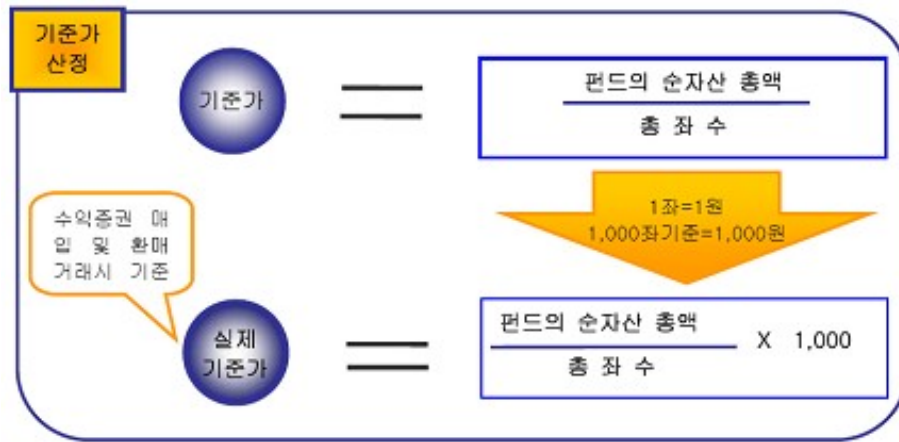 기준가
산정
기준가
펀드의 순자산 총액
총 좌 수
1좌=1원
1,000좌기준=1,000원
수익증권 매
입 및 환매
거래시 기준
실제
기준가
펀드의 순자산 총액
총 좌 수
X 1,000